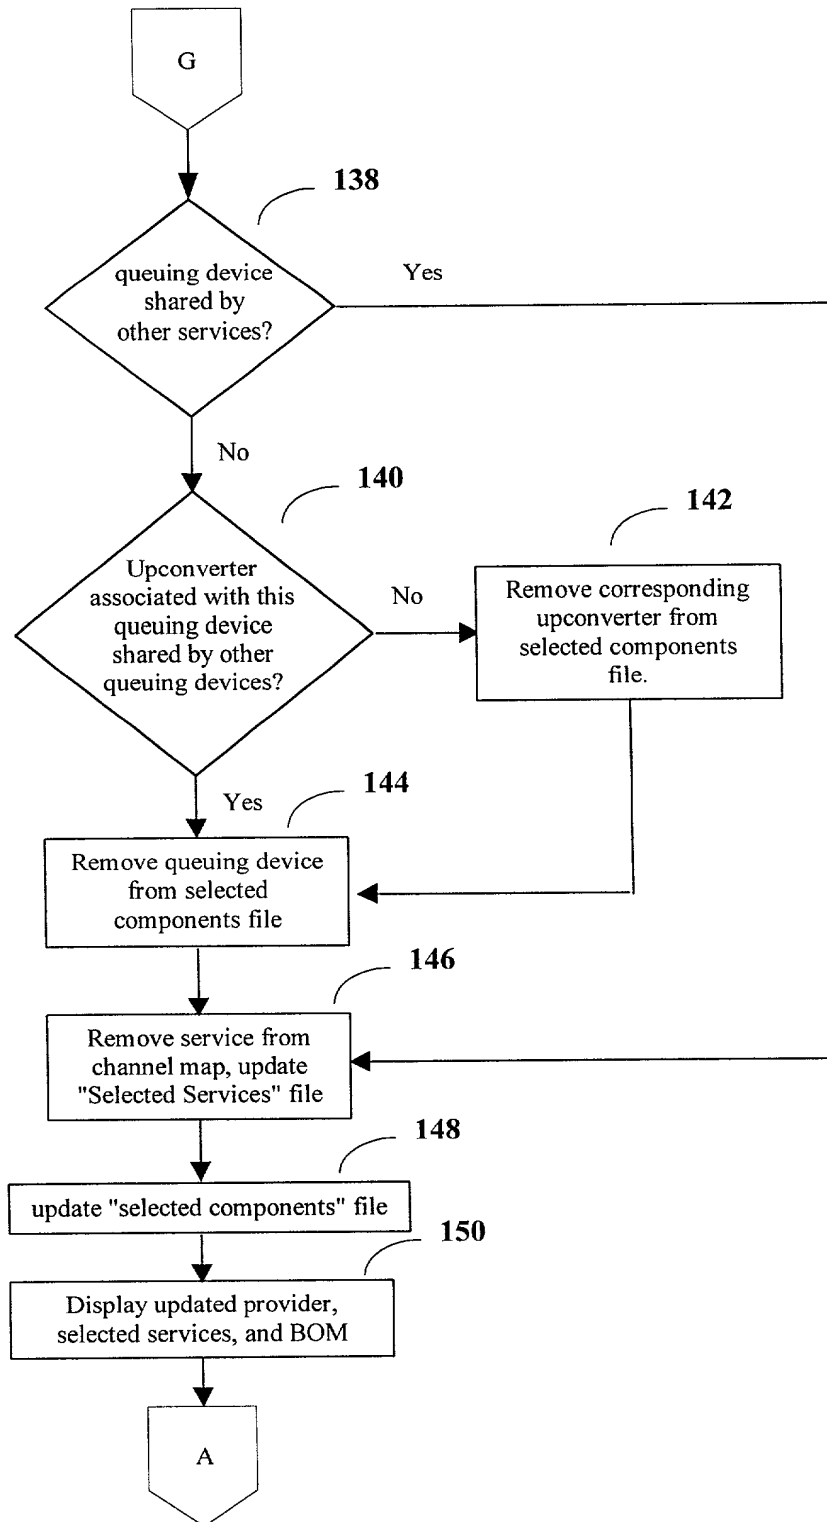 G
138
queuing device
shared by
other services?
Yes
No
140
Upconverter
associated with this
queuing device
shared by other
queuing devices?
No
142
Remove corresponding
upconverter from
selected components
file.
Yes
144
Remove queuing device
from selected
components file
146
Remove service from
channel map, update
"Selected Services" file
148
update "selected components" file
150
Display updated provider,
selected services, and BOM
A